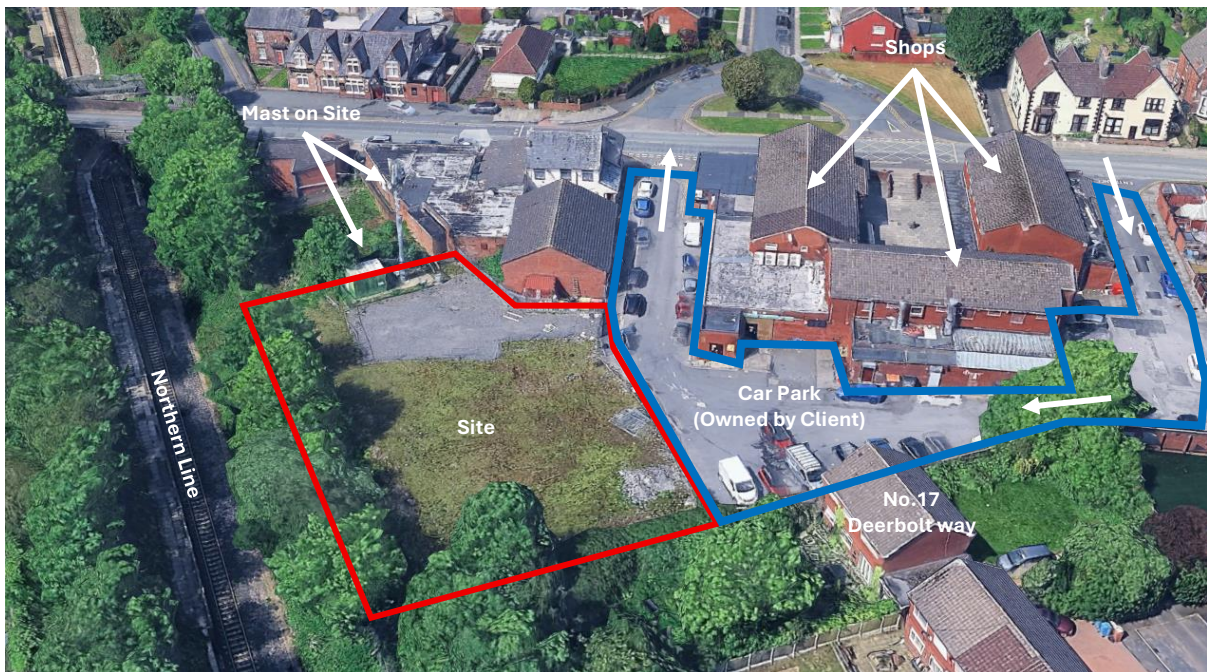 Shops
Mast on Site
Northern Line
Site
Car Park
(Owned by Client)
No.17
Deerbolt way